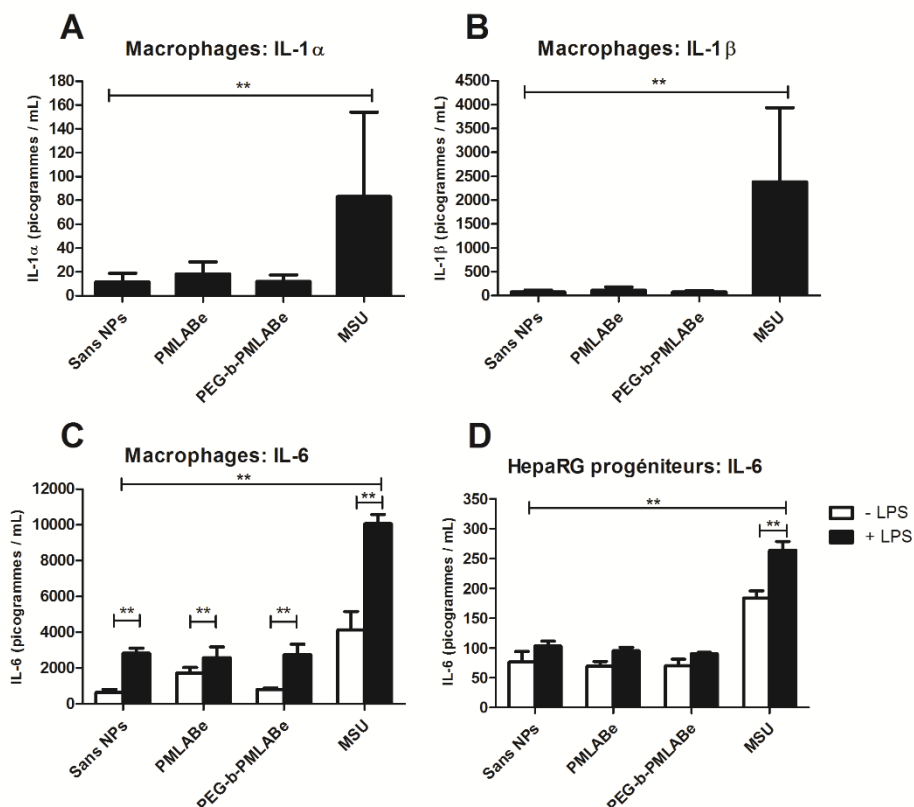 A
Macrophages: IL-1α
IL-1α (picogrammes / mL)
180
160
140
120
100
80
60
40
20
0
**
Sans NPs
PMLABe
PEG-b-PMLABe
MSU
B
Macrophages: IL-1β
IL-1β (picogrammes / mL)
4500
4000
3500
3000
2500
2000
1500
1000
500
0
**
Sans NPs
PMLABe
PEG-b-PMLABe
MSU
C
Macrophages: IL-6
IL-6 (picogrammes / mL)
12000
10000
8000
6000
4000
2000
0
**
**
**
**
**
Sans NPs
PMLABe
PEG-b-PMLABe
MSU
D
HepaRG progéniteurs: IL-6
IL-6 (picogrammes / mL)
350
300
250
200
150
100
50
0
**
**
Sans NPs
PMLABe
PEG-b-PMLABe
MSU
- LPS
+ LPS